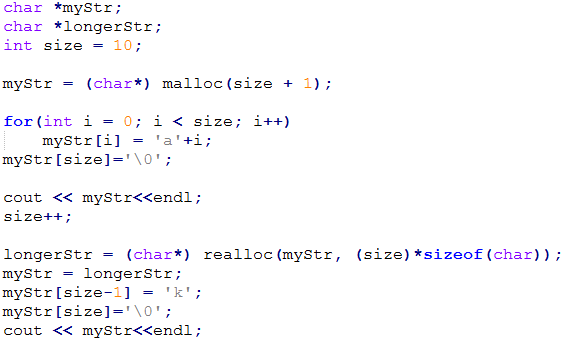 char *myStr;
char *longerStr;
int size = 10;
myStr = (char*) malloc(size + 1);
for(int i = 0; i < size; i++)
myStr[i] = 'a'+i;
myStr[size]='\0';
cout << myStr<<endl;
size++;
longerStr = (char*) realloc(myStr, (size)*sizeof(char));
myStr = longerStr;
myStr[size-1] = 'k';
myStr[size]='\0';
cout << myStr<<endl;